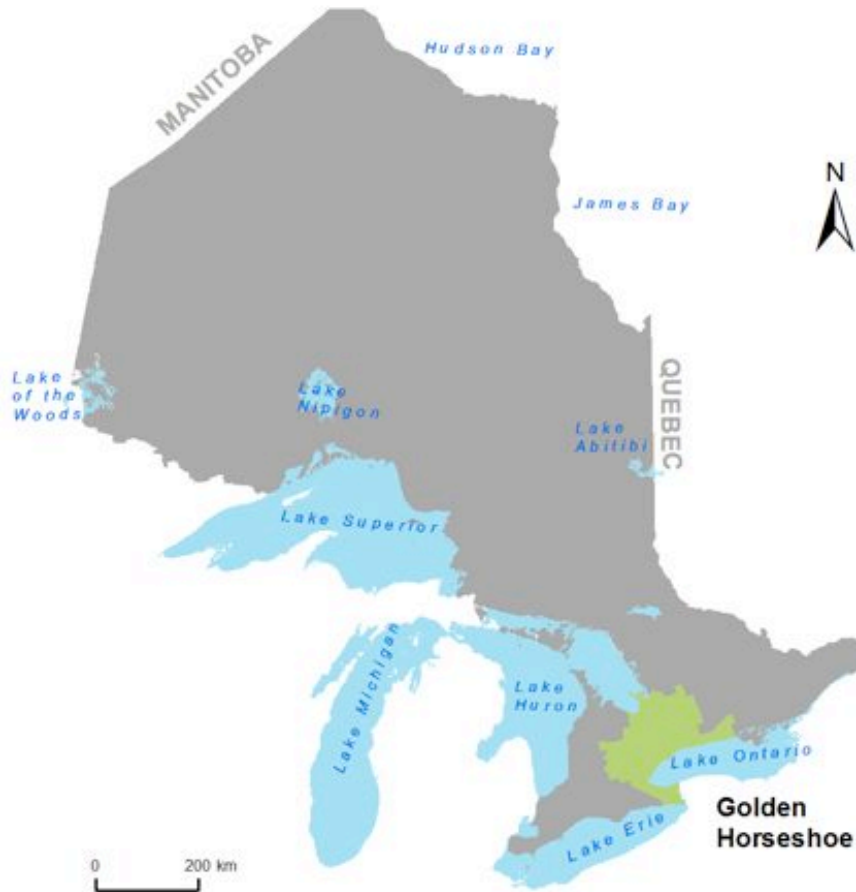 Hudson Bay
MANITOBA
N
James Bay
Lake
of the
Woods
Lake
Nipigon
QUEBEC
Lake
Abitibi
Lake Superior
Lake Michigan
Lake
Huron
Lake Ontario
Golden
Horseshoe
Lake Erie
0 200 km